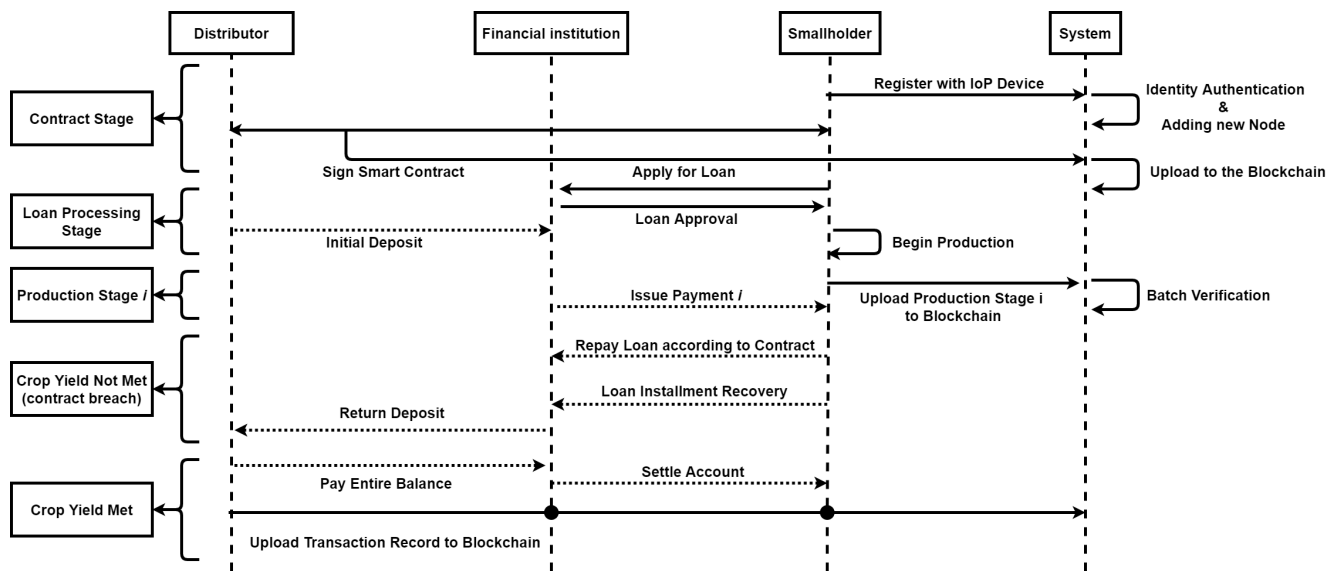 Distributor
Financial institution
Smallholder
System
Register with IoP Device
Identity Authentication
&
Adding new Node
Contract Stage
Sign Smart Contract
Apply for Loan
Upload to the Blockchain
Loan Processing
Stage
Loan Approval
Initial Deposit
Begin Production
Production Stage i
Issue Payment i
Upload Production Stage i
to Blockchain
Batch Verification
Repay Loan according to Contract
Crop Yield Not Met
(contract breach)
Loan Installment Recovery
Return Deposit
Settle Account
Pay Entire Balance
Crop Yield Met
Upload Transaction Record to Blockchain